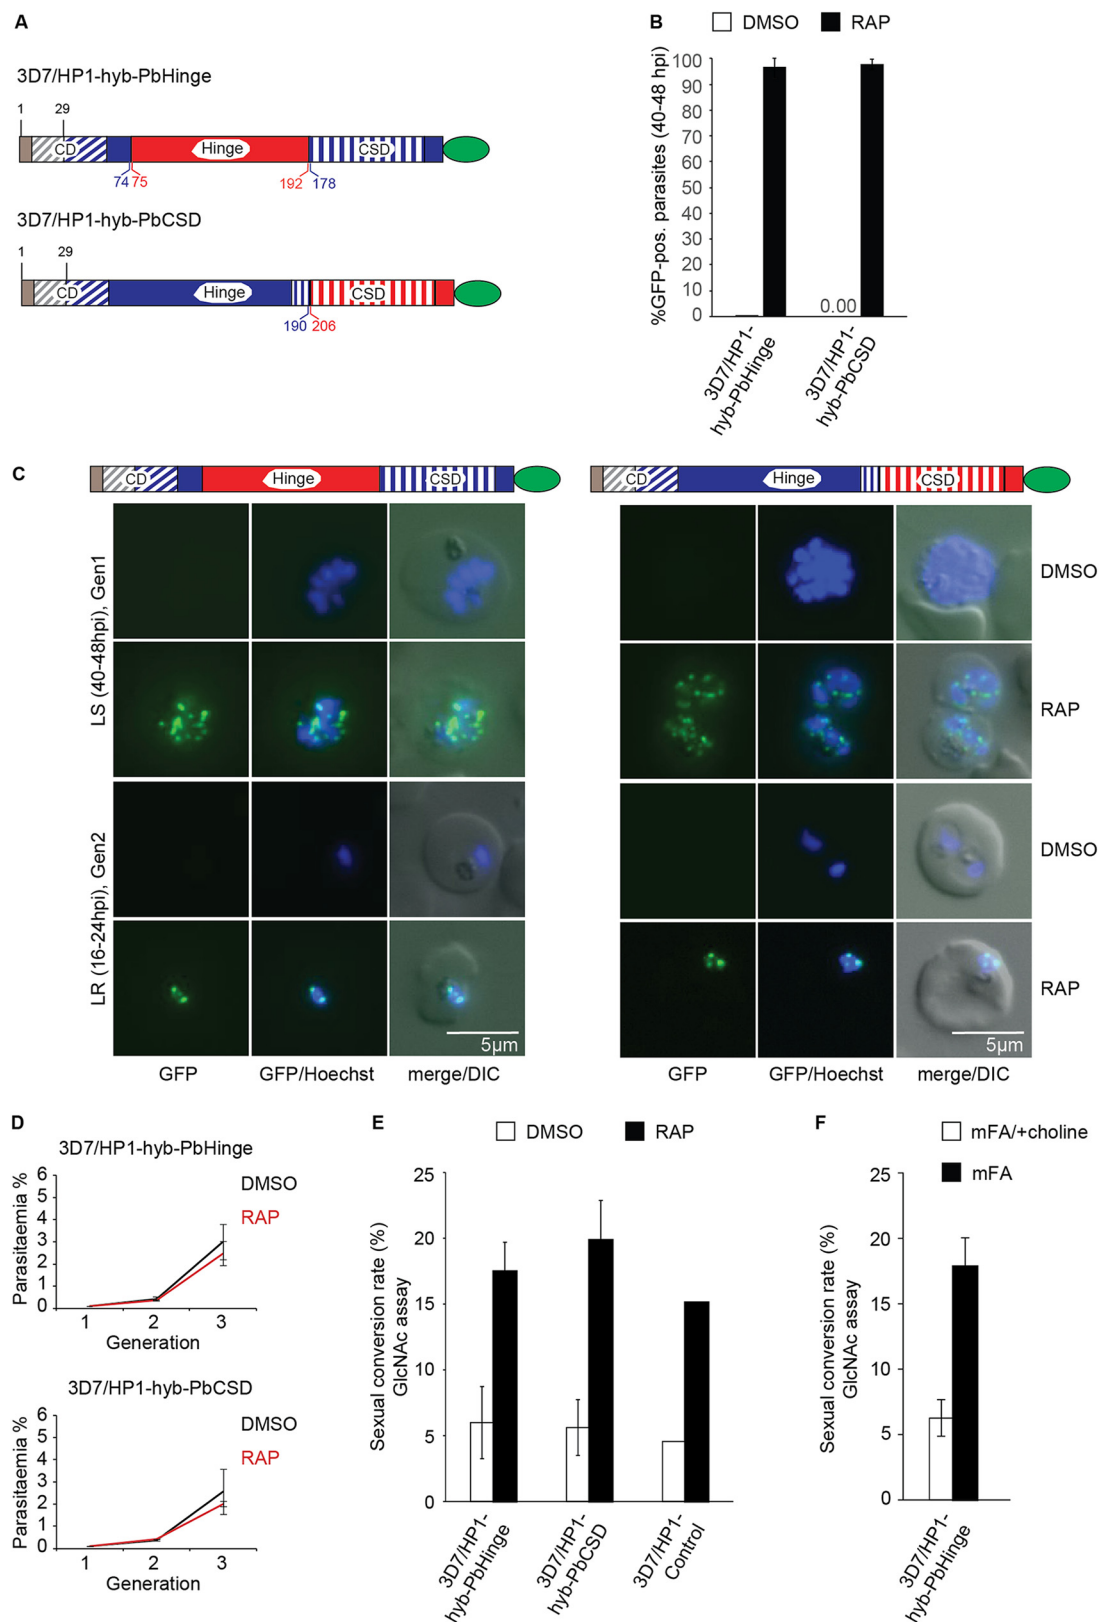 A
3D7/HP1-hyb-PbHinge
1 29
CD Hinge CSD
74 75 192 178
3D7/HP1-hyb-PbCSD
1 29
CD Hinge CSD
190 206
B
DMSO RAP
%GFP-pos. parasites (40-48 hpi)
100
90
80
70
60
50
40
30
20
10
0
0.00
3D7/HP1-
hyb-PbHinge
3D7/HP1-
hyb-PbCSD
C
CD Hinge CSD
CD Hinge CSD
LS (40-48hpi), Gen1
LR (16-24hpi), Gen2
DMSO
RAP
DMSO
RAP
5µm
5µm
GFP GFP/Hoechst merge/DIC
GFP GFP/Hoechst merge/DIC
D
3D7/HP1-hyb-PbHinge
Parasitaemia %
6
5
4
3
2
1
0
DMSO
RAP
1 2 3
Generation
3D7/HP1-hyb-PbCSD
Parasitaemia %
6
5
4
3
2
1
0
DMSO
RAP
1 2 3
Generation
E
DMSO RAP
Sexual conversion rate (%)
GlcNAc assay
25
20
15
10
5
0
3D7/HP1-
hyb-PbHinge
3D7/HP1-
hyb-PbCSD
3D7/HP1-
Control
F
mFA/+choline
mFA
Sexual conversion rate (%)
GlcNAc assay
25
20
15
10
5
0
3D7/HP1-
hyb-PbHinge